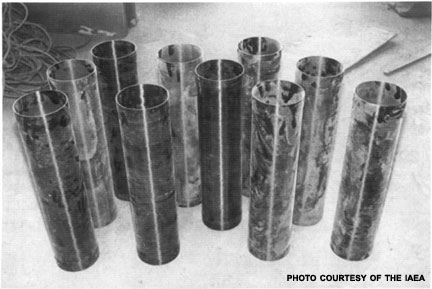 PHOTO COURTESY OF THE IAEA